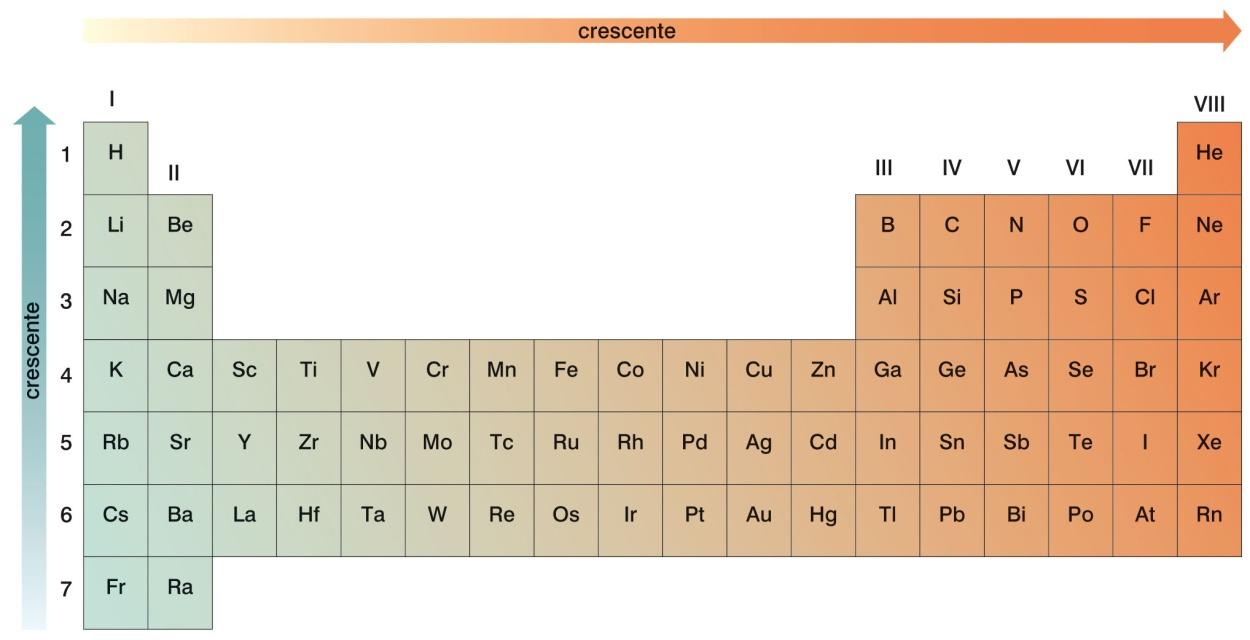 crescente
I
VIII
1 H He
II III IV V VI VII
2 Li Be B C N O F Ne
3 Na Mg Al Si P S Cl Ar
4 K Ca Sc Ti V Cr Mn Fe Co Ni Cu Zn Ga Ge As Se Br Kr
5 Rb Sr Y Zr Nb Mo Tc Ru Rh Pd Ag Cd In Sn Sb Te I Xe
6 Cs Ba La Hf Ta W Re Os Ir Pt Au Hg Tl Pb Bi Po At Rn
7 Fr Ra
crescente